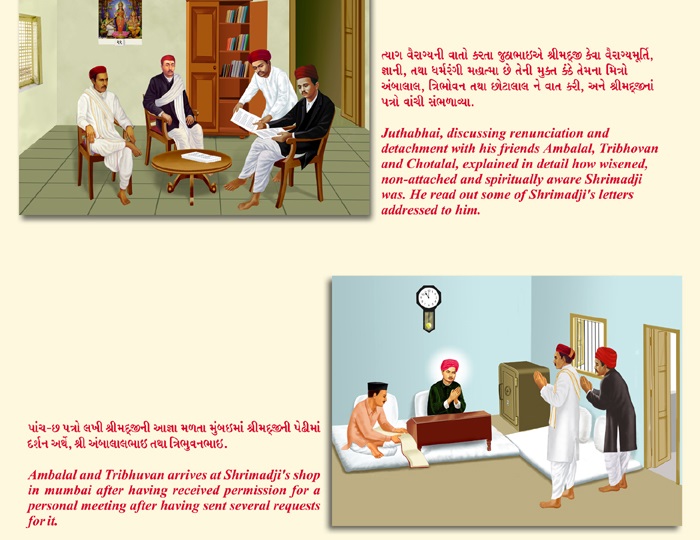 ત્યાગ વૈરાગ્યની વાતો કરતા જુઠાભાઇએ શ્રીમદ્જી કેવા વૈરાગ્યમૂર્તિ,
જ્ઞાની, તથા ધર્મરંગી મહાત્મા છે તેની મુક્ત કંઠે તેમના મિત્રો
અંબાલાલ, ત્રિભોવન તથા છોટાલાલ ને વાત કરી, અને શ્રીમદ્જીનાં
પત્રો વાંચી સંભળાવ્યા.
Juthabhai, discussing renunciation and
detachment with his friends Ambalal, Tribhovan
and Chotalal, explained in detail how wisened,
non-attached and spiritually aware Shrimadji
was. He read out some of Shrimadji's letters
addressed to him.
પાંચ-છ પત્રો લખી શ્રીમદ્જીની આજ્ઞા મળતા મુંબઇમાં શ્રીમદ્જીની પેઢીમાં
દર્શન અર્થે, શ્રી અંબાલાલભાઇ તથા ત્રિભુવનભાઇ.
Ambalal and Tribhuvan arrives at Shrimadji's shop
in mumbai after having received permission for a
personal meeting after having sent several requests
for it.